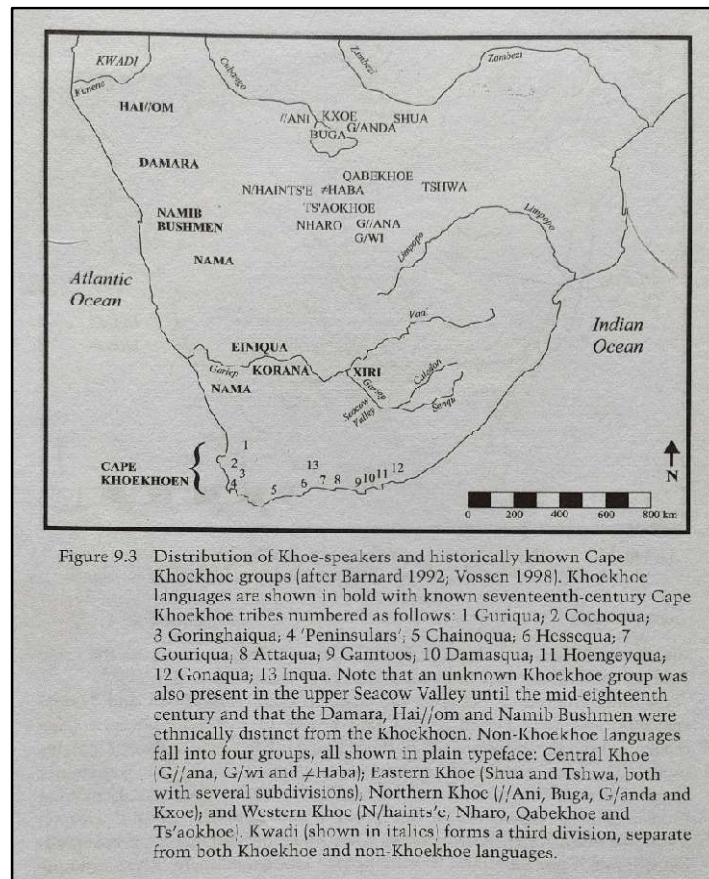 KWADI
Kunene
Cubango
Zambezi
Zambezi
HAI//OM
//ANI
KXOE
SHUA
G/ANDA
BUGA
DAMARA
QABEKHOE
N/HAINTS'E
≠HABA
TSHWA
TS'AOKHOE
NAMIB
BUSHMEN
NHARO
G//ANA
G/WI
NAMA
Limpopo
Limpopo
Atlantic
Ocean
Indian
Ocean
Vaal
EINIQUA
Gariep
KORANA
XIRI
Gariep
Caledon
NAMA
Seacow
Valley
Senqu
CAPE
KHOEKHOEN
1
2
3
4
5
6
13
7
8
9
10
11
12
N
0 200 400 600 800 km
Figure 9.3 Distribution of Khoe-speakers and historically known Cape
Khoekhoe groups (after Barnard 1992; Vossen 1998). Khoekhoe
languages are shown in bold with known seventeenth-century Cape
Khoekhoe tribes numbered as follows: 1 Guriqua; 2 Cochoqua;
3 Goringhaiqua; 4 'Peninsulars'; 5 Chainoqua; 6 Hessequa; 7
Gouriqua; 8 Attaqua; 9 Gamtoos; 10 Damasqua; 11 Hoengeyqua;
12 Gonaqua; 13 Inqua. Note that an unknown Khoekhoe group was
also present in the upper Seacow Valley until the mid-eighteenth
century and that the Damara, Hai//om and Namib Bushmen were
ethnically distinct from the Khoekhoen. Non-Khoekhoe languages
fall into four groups, all shown in plain typeface: Central Khoe
(G//ana, G/wi and ≠Haba); Eastern Khoe (Shua and Tshwa, both
with several subdivisions); Northern Khoe (//Ani, Buga, G/anda and
Kxoe); and Western Khoe (N/haints'e, Nharo, Qabekhoe and
Ts'aokhoe). Kwadi (shown in italics) forms a third division, separate
from both Khoekhoe and non-Khoekhoe languages.